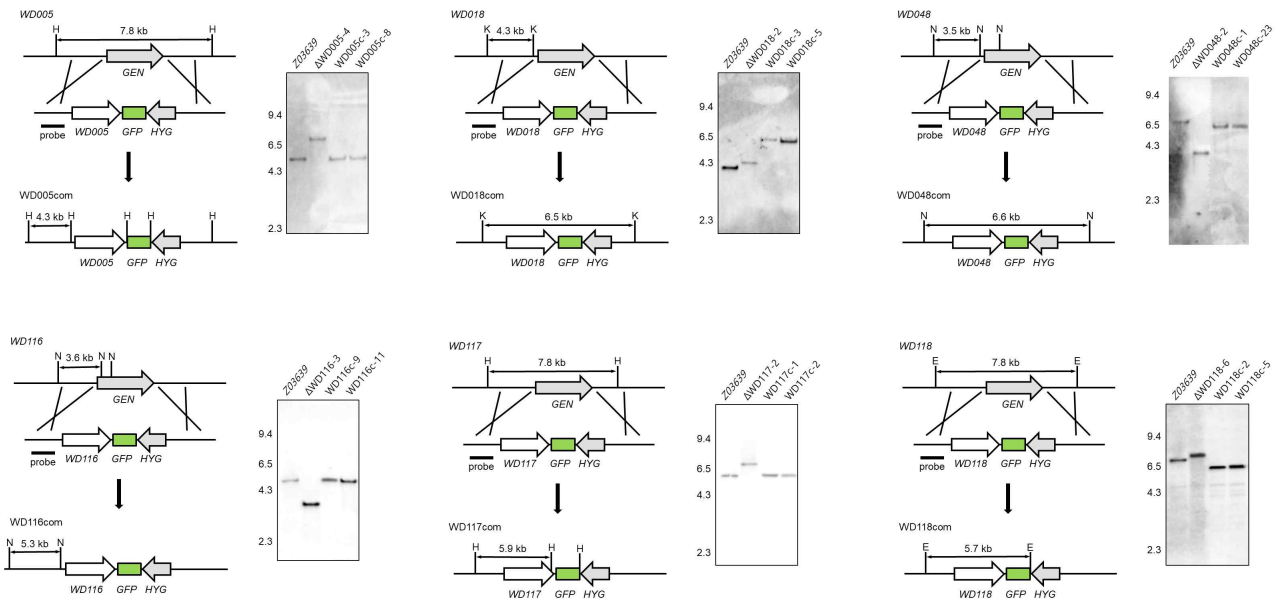 WD005
H 7.8 kb H
GEN
probe
WD005 GFP HYG
WD005com
H 4.3 kb H H H H
WD005 GFP HYG
Z03639 ΔWD005-4 WD005c-3 WD005c-8
9.4
6.5
4.3
2.3
WD018
K 4.3 kb K
GEN
probe
WD018 GFP HYG
WD018com
K 6.5 kb K
WD018 GFP HYG
Z03639 ΔWD018-2 WD018c-3 WD018c-5
9.4
6.5
4.3
2.3
WD048
N 3.5 kb N N
GEN
probe
WD048 GFP HYG
WD048com
N 6.6 kb N
WD048 GFP HYG
Z03639 ΔWD048-2 WD048c-1 WD048c-23
9.4
6.5
4.3
2.3
WD116
N 3.6 kb N N
GEN
probe
WD116 GFP HYG
WD116com
N 5.3 kb N
WD116 GFP HYG
Z03639 ΔWD116-3 WD116c-9 WD116c-11
9.4
6.5
4.3
2.3
WD117
H 7.8 kb H
GEN
probe
WD117 GFP HYG
WD117com
H 5.9 kb H H
WD117 GFP HYG
Z03639 ΔWD117-2 WD117c-1 WD117c-2
9.4
6.5
4.3
2.3
WD118
E 7.8 kb E
GEN
probe
WD118 GFP HYG
WD118com
E 5.7 kb E
WD118 GFP HYG
Z03639 ΔWD118-6 WD118c-2 WD118c-5
9.4
6.5
4.3
2.3